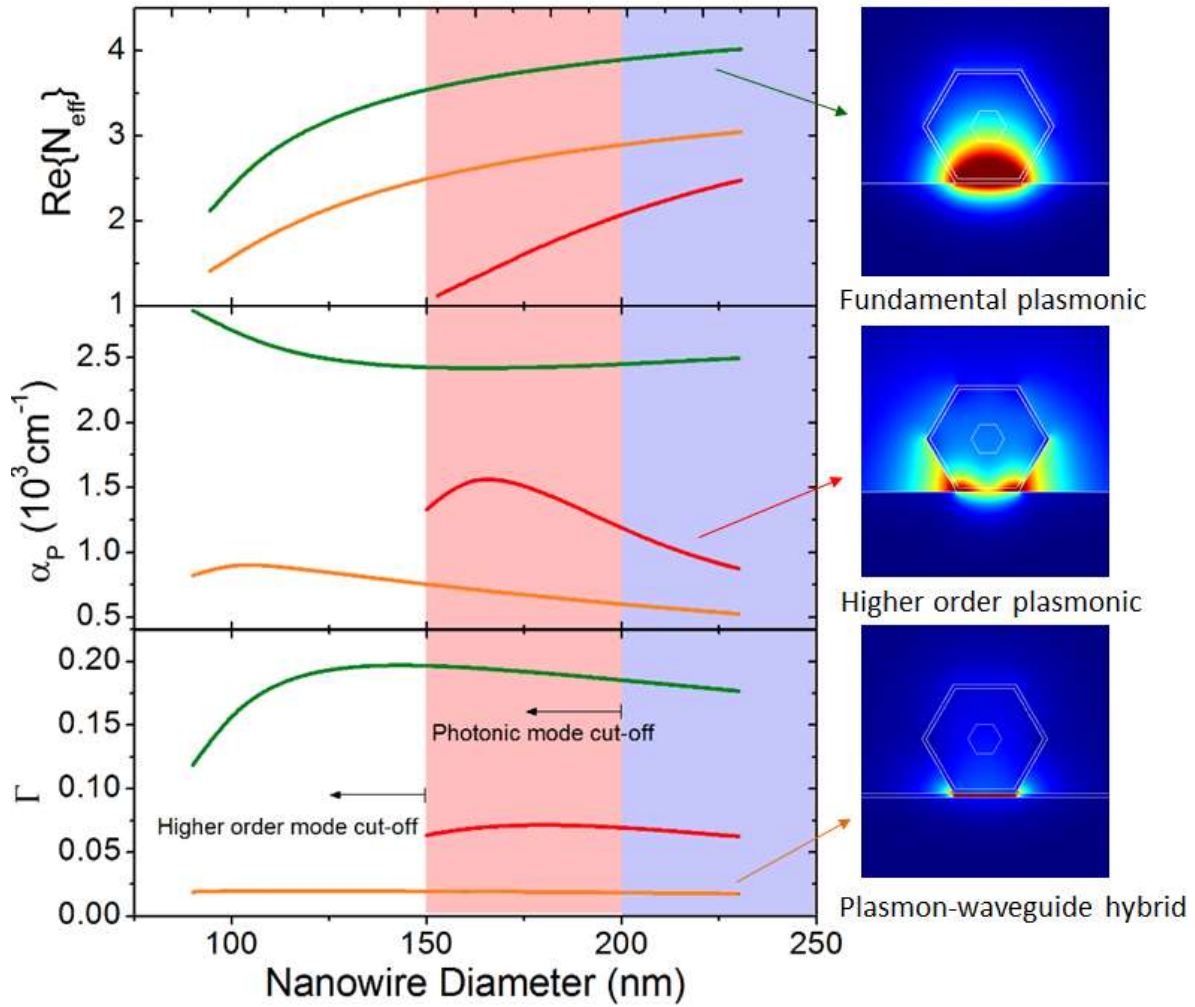 4
3
2
1
Re{N_eff}
2.5
2.0
1.5
1.0
0.5
α_P (10^3cm^-1)
0.20
0.15
0.10
0.05
0.00
Γ
Photonic mode cut-off
Higher order mode cut-off
100 150 200 250
Nanowire Diameter (nm)
Fundamental plasmonic
Higher order plasmonic
Plasmon-waveguide hybrid